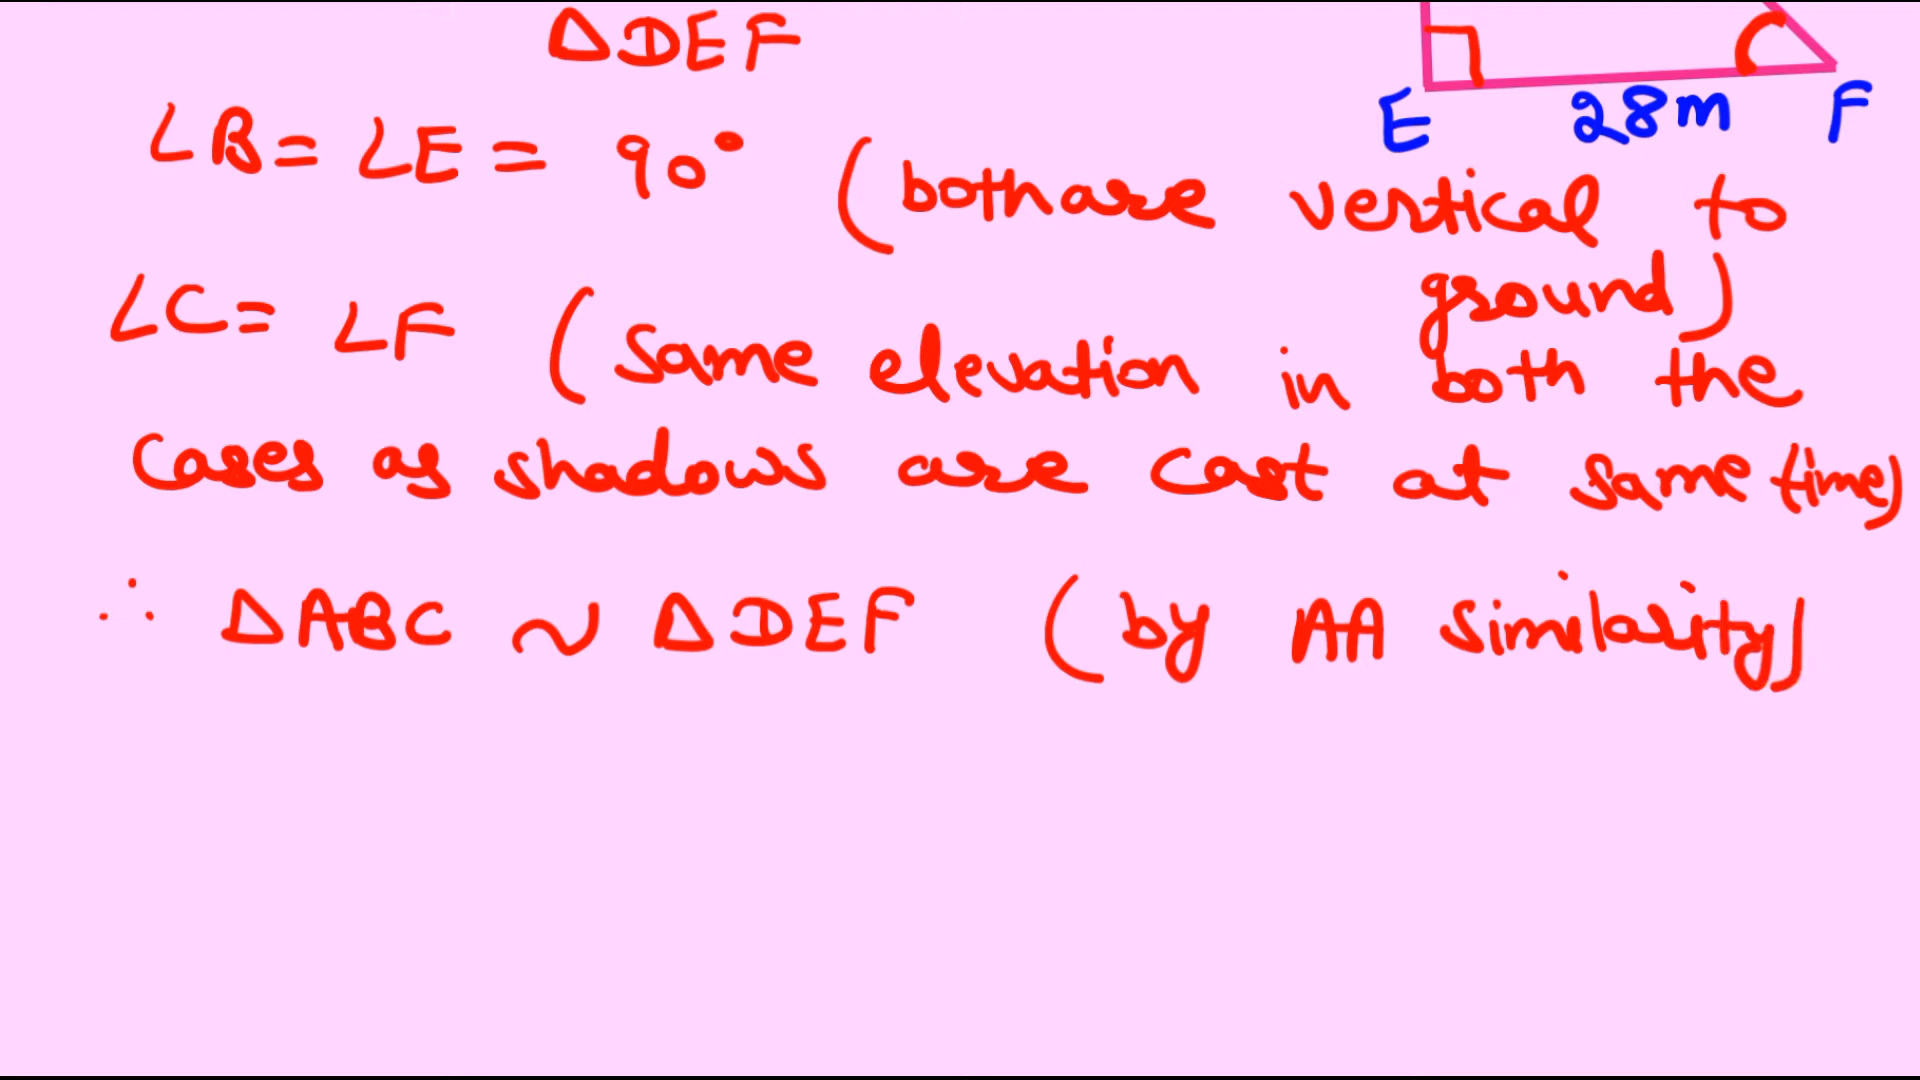 ΔDEF
∠B = ∠E = 90° (both are vertical to ground)
E 28m F
∠C = ∠F (Same elevation in both the
cases as shadows are cast at same time)
∴ ΔABC ~ ΔDEF (by AA similarity)